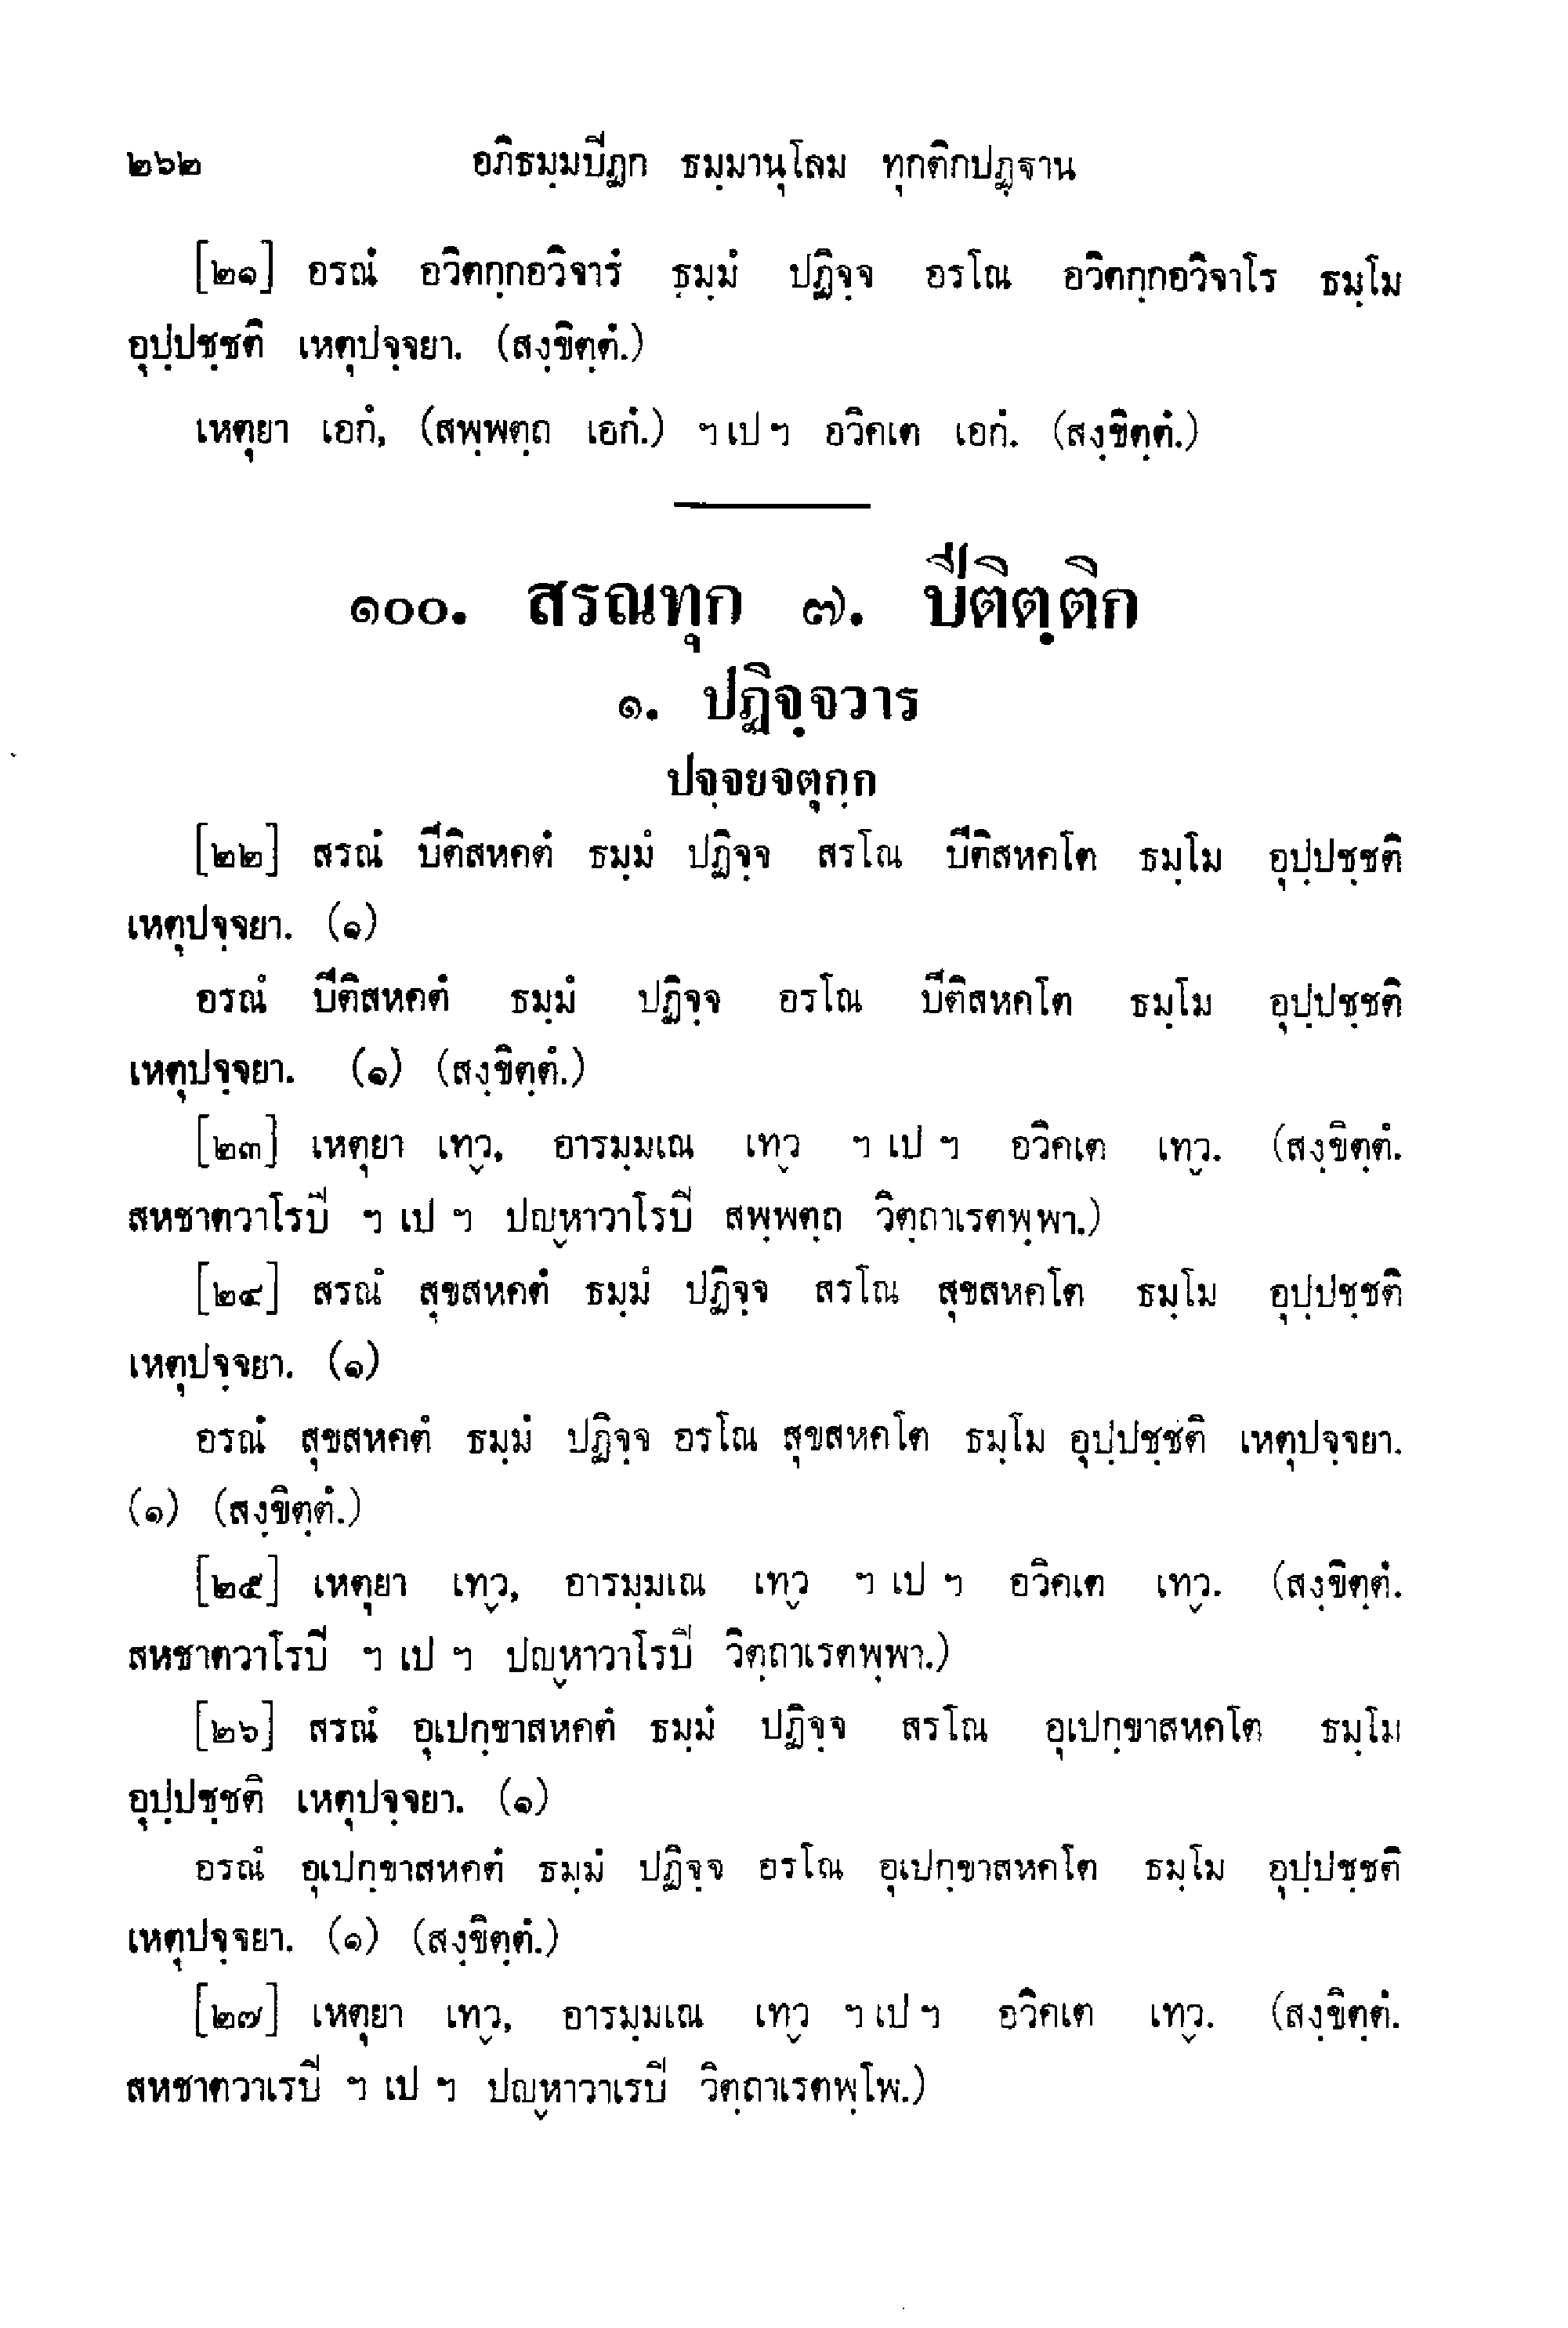 ๒๖๒ อภิธมฺมปีฏก ธมฺมานุโลม ทุกติกปฏฺฐาน
[๒๑] อรณํ อวิตกฺกอวิจารํ ธมฺมํ ปฏิจฺจ อรโณ อวิตกฺกอวิจาโร ธมฺโม
อุปฺปชฺชติ เหตุปจฺจยา. (สงฺขิตฺตํ.)
เหตุยา เอกํ, (สพฺพตฺถ เอกํ.) ฯ เป ฯ อวิคเต เอกํ. (สงฺขิตฺตํ.)
๑๐๐. สรณทุก ๗. ปีติตฺติก
๑. ปฏิจฺจวาร
ปจฺจยจตุกฺก
[๒๒] สรณํ ปีติสหคตํ ธมฺมํ ปฏิจฺจ สรโณ ปีติสหคโต ธมฺโม อุปฺปชฺชติ
เหตุปจฺจยา. (๑)
อรณํ ปีติสหคตํ ธมฺมํ ปฏิจฺจ อรโณ ปีติสหคโต ธมฺโม อุปฺปชฺชติ
เหตุปจฺจยา. (๑) (สงฺขิตฺตํ.)
[๒๓] เหตุยา เทฺว, อารมฺมเณ เทฺว ฯ เป ฯ อวิคเต เทฺว. (สงฺขิตฺตํ.
สหชาตวาโรปี ฯ เป ฯ ปญฺหาวาโรปี สพฺพตฺถ วิตฺถาเรตพฺพา.)
[๒๔] สรณํ สุขสหคตํ ธมฺมํ ปฏิจฺจ สรโณ สุขสหคโต ธมฺโม อุปฺปชฺชติ
เหตุปจฺจยา. (๑)
อรณํ สุขสหคตํ ธมฺมํ ปฏิจฺจ อรโณ สุขสหคโต ธมฺโม อุปฺปชฺชติ เหตุปจฺจยา.
(๑) (สงฺขิตฺตํ.)
[๒๕] เหตุยา เทฺว, อารมฺมเณ เทฺว ฯ เป ฯ อวิคเต เทฺว. (สงฺขิตฺตํ.
สหชาตวาโรปี ฯ เป ฯ ปญฺหาวาโรปี วิตฺถาเรตพฺพา.)
[๒๖] สรณํ อุเปกฺขาสหคตํ ธมฺมํ ปฏิจฺจ สรโณ อุเปกฺขาสหคโต ธมฺโม
อุปฺปชฺชติ เหตุปจฺจยา. (๑)
อรณํ อุเปกฺขาสหคตํ ธมฺมํ ปฏิจฺจ อรโณ อุเปกฺขาสหคโต ธมฺโม อุปฺปชฺชติ
เหตุปจฺจยา. (๑) (สงฺขิตฺตํ.)
[๒๗] เหตุยา เทฺว, อารมฺมเณ เทฺว ฯ เป ฯ อวิคเต เทฺว. (สงฺขิตฺตํ.
สหชาตวาเรปี ฯ เป ฯ ปญฺหาวาเรปี วิตฺถาเรตพฺโพ.)